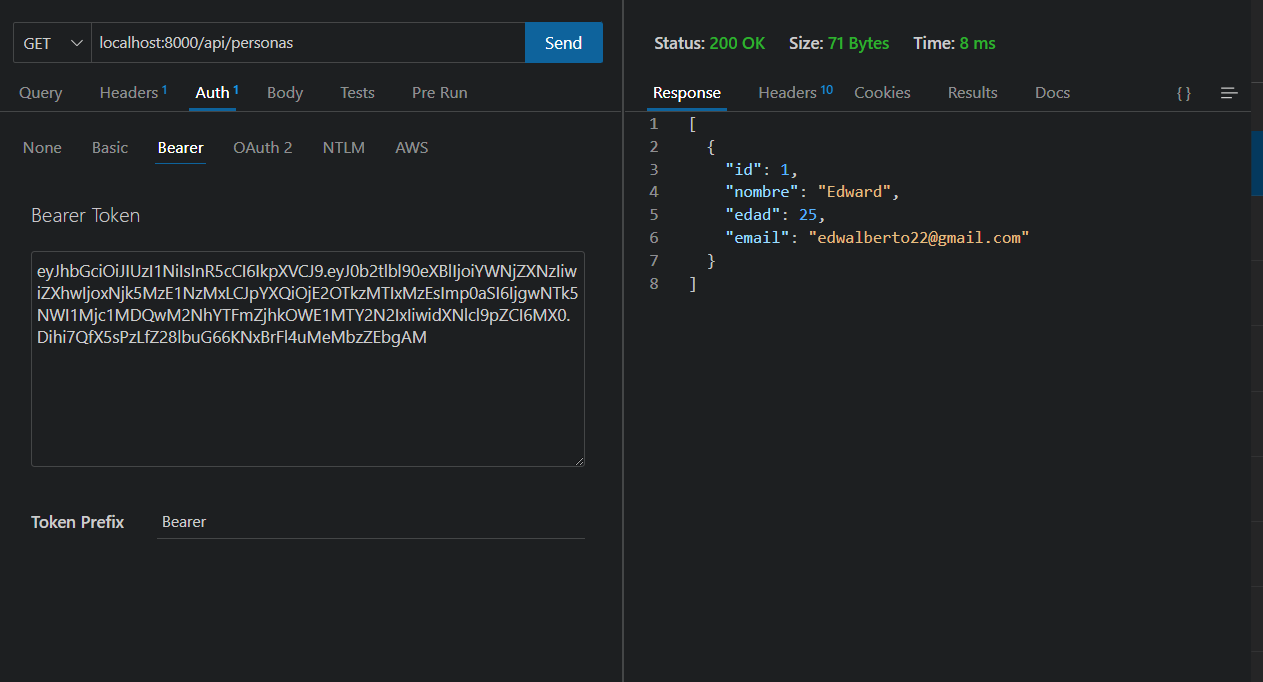 GET
localhost:8000/api/personas
Send
Query
Headers 1
Auth 1
Body
Tests
Pre Run
None
Basic
Bearer
OAuth 2
NTLM
AWS
Bearer Token
eyJhbGciOiJIUzI1NiIsInR5cCI6IkpXVCJ9.eyJ0b2tlbl90eXBlIjoiYWNjZXNzIiw
iZXhwIjoxNjk5MzE1NzMxLCJpYXQiOjE2OTkzMTIxMzEsImp0aSI6IjgwNTk5
NWI1Mjc1MDQwM2NhYTFmZjhkOWE1MTY2N2IxIiwidXNlcl9pZCI6MX0.
Dihi7QfX5sPzLfZ28lbuG66KNxBrFl4uMeMbzZEbgAM
Token Prefix
Bearer
Status: 200 OK
Size: 71 Bytes
Time: 8 ms
Response
Headers 10
Cookies
Results
Docs
{ }
1 [
2 {
3 "id": 1,
4 "nombre": "Edward",
5 "edad": 25,
6 "email": "edwalberto22@gmail.com"
7 }
8 ]